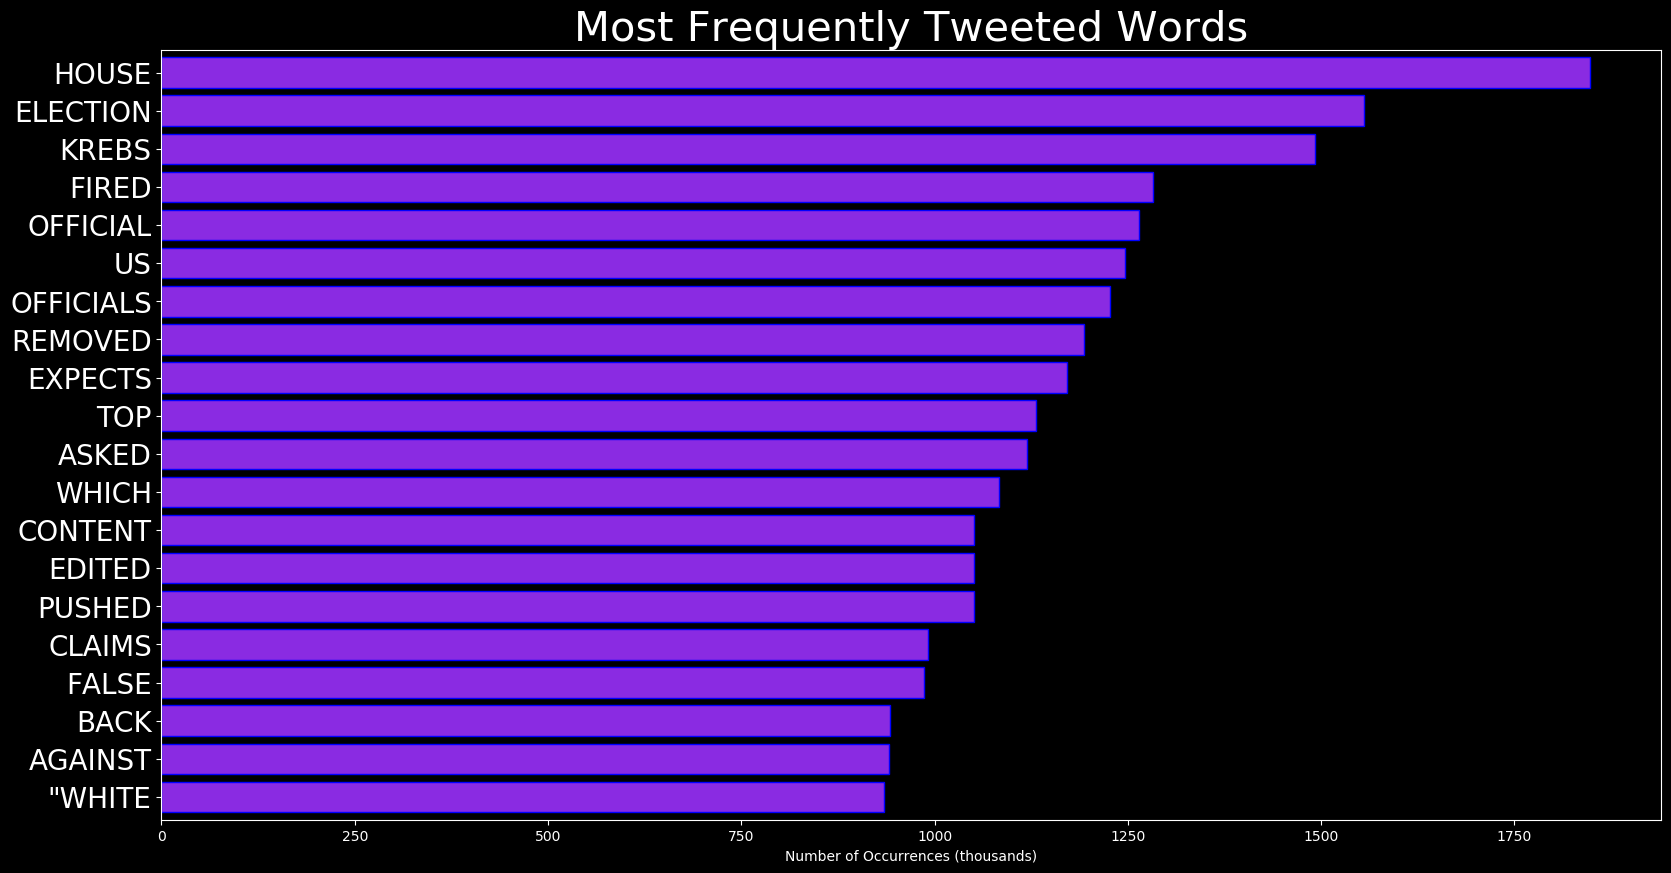 Most Frequently Tweeted Words
HOUSE
ELECTION
KREBS
FIRED
OFFICIAL
US
OFFICIALS
REMOVED
EXPECTS
TOP
ASKED
WHICH
CONTENT
EDITED
PUSHED
CLAIMS
FALSE
BACK
AGAINST
"WHITE
0 250 500 750 1000 1250 1500 1750
Number of Occurrences (thousands)